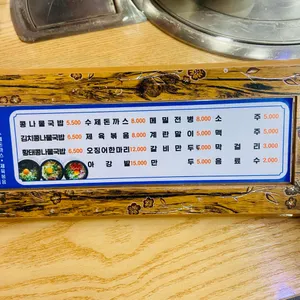 콩나물국밥 5,500 수제돈까스 8,000 메밀전병 8,000 소주 5,000
김치콩나물국밥 6,500 제육볶음 8,000 계란말이 5,000 맥주 5,000
황태콩나물국밥 6,500 오징어한마리 12,000 갈비만두 5,000 막걸리 3,000
아강발 15,000 만두 5,000 음료수 2,000